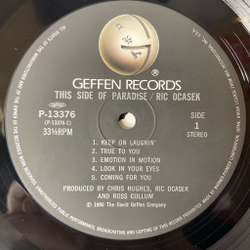 GEFFEN RECORDS ®
THIS SIDE OF PARADISE / RIC OCASEK
P-13376
(P-13376-1)
33⅓RPM
SIDE
1
STEREO
1. KEEP ON LAUGHIN'
2. TRUE TO YOU
3. EMOTION IN MOTION
4. LOOK IN YOUR EYES
5. COMING FOR YOU
PRODUCED BY CHRIS HUGHES, RIC OCASEK
AND ROSS CULLUM
1986 The David Geffen Company